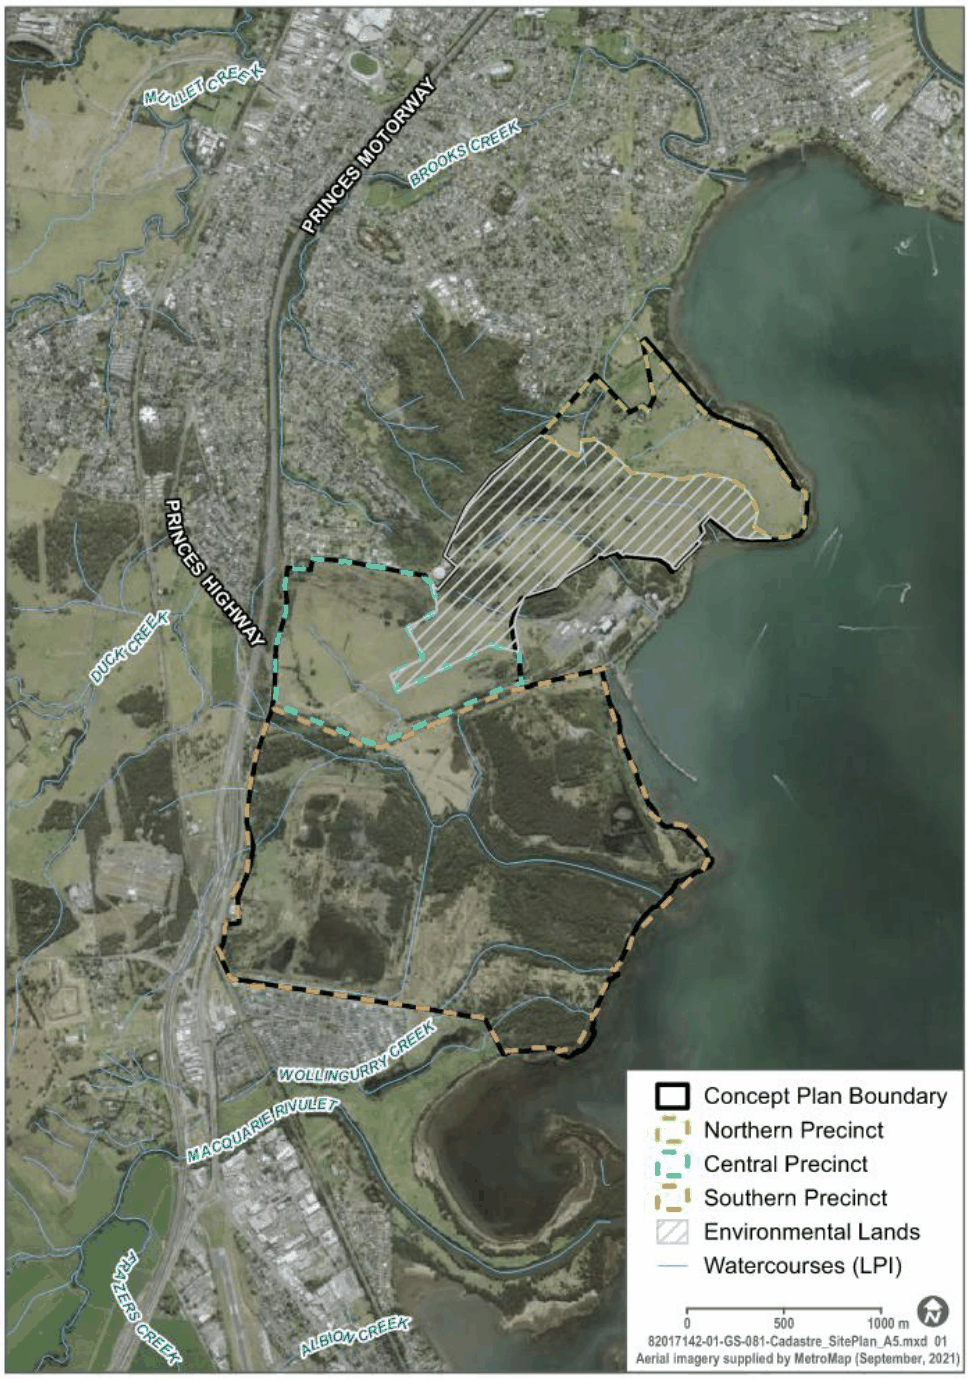 MULLET CREEK
PRINCES MOTORWAY
BROOKS CREEK
PRINCES HIGHWAY
DUCK CREEK
WOLLINGURRY CREEK
MACQUARIE RIVULET
FRAZERS CREEK
ALBION CREEK
Concept Plan Boundary
Northern Precinct
Central Precinct
Southern Precinct
Environmental Lands
Watercourses (LPI)
0 500 1000 m
82017142-01-GS-081-Cadastre_SitePlan_A5.mxd 01
Aerial imagery supplied by MetroMap (September, 2021)